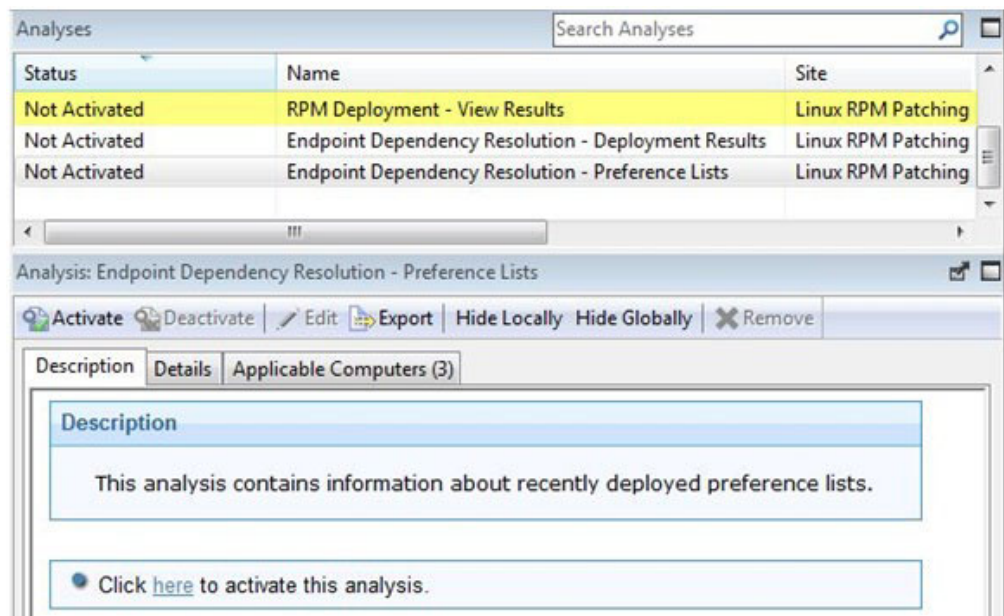 Analyses Search Analyses
Status Name Site
Not Activated RPM Deployment - View Results Linux RPM Patching
Not Activated Endpoint Dependency Resolution - Deployment Results Linux RPM Patching
Not Activated Endpoint Dependency Resolution - Preference Lists Linux RPM Patching
Analysis: Endpoint Dependency Resolution - Preference Lists
Activate Deactivate Edit Export Hide Locally Hide Globally Remove
Description Details Applicable Computers (3)
Description
This analysis contains information about recently deployed preference lists.
Click here to activate this analysis.